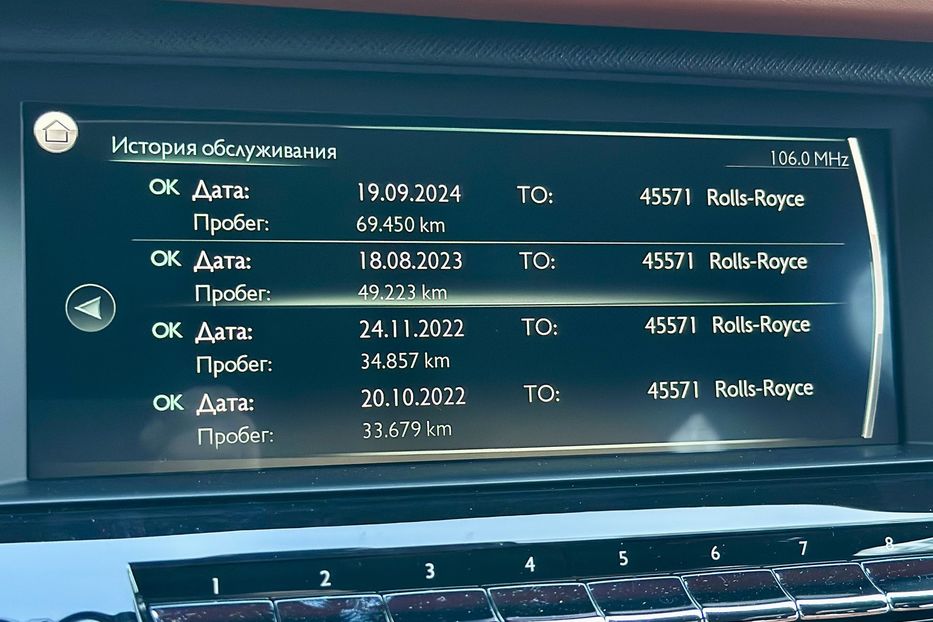 История обслуживания
106.0 MHz
OK Дата: 19.09.2024 ТО: 45571 Rolls-Royce
Пробег: 69.450 km
OK Дата: 18.08.2023 ТО: 45571 Rolls-Royce
Пробег: 49.223 km
OK Дата: 24.11.2022 ТО: 45571 Rolls-Royce
Пробег: 34.857 km
OK Дата: 20.10.2022 ТО: 45571 Rolls-Royce
Пробег: 33.679 km
1 2 3 4 5 6 7 8